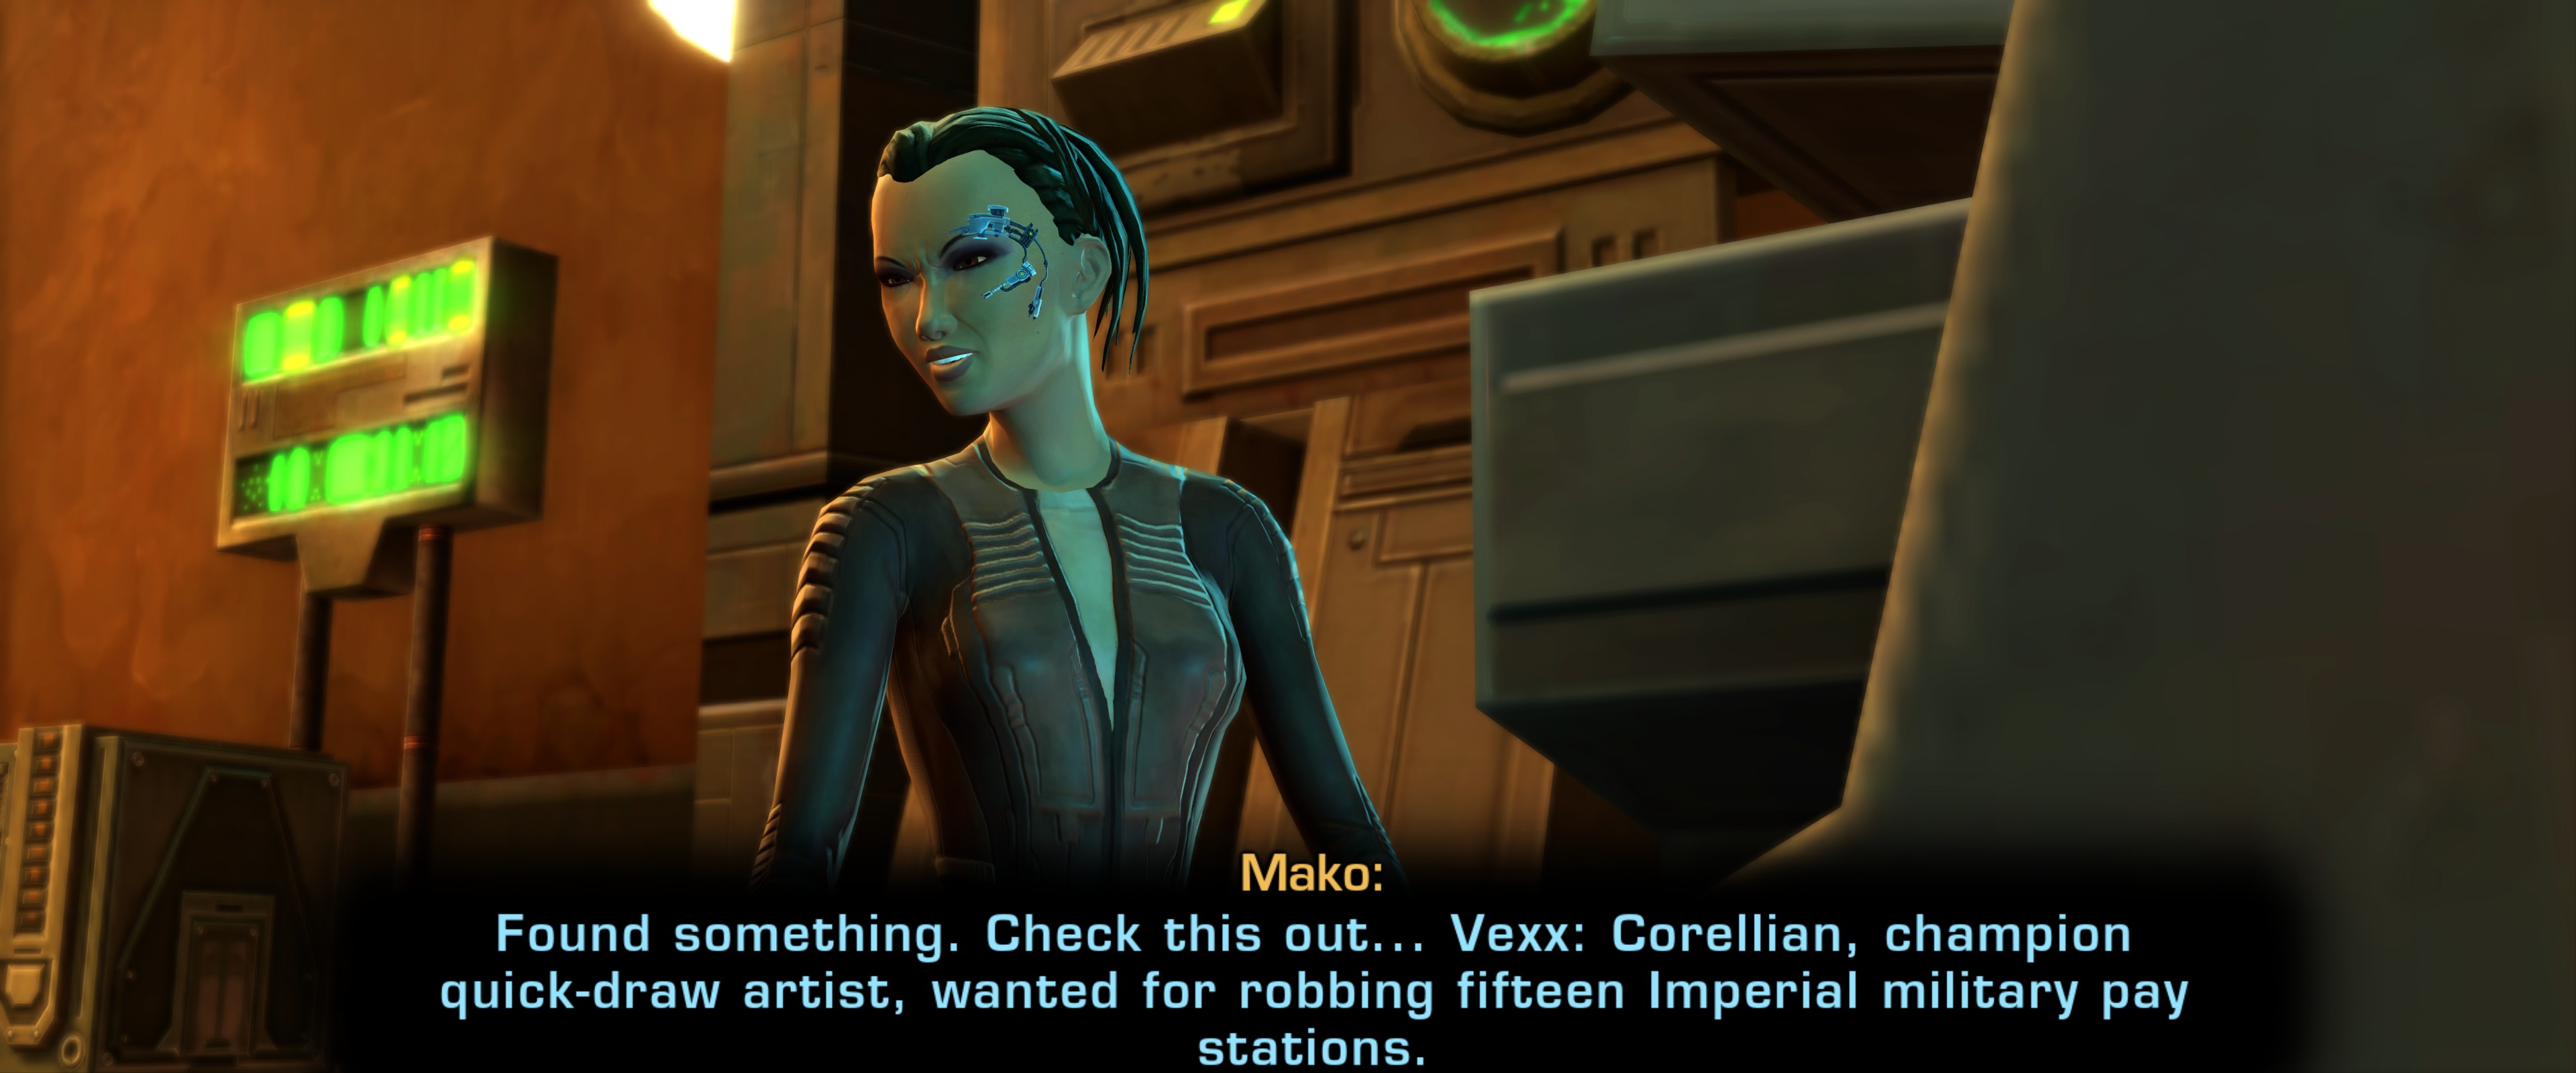 Mako:
Found something. Check this out... Vexx: Corellian, champion
quick-draw artist, wanted for robbing fifteen Imperial military pay
stations.